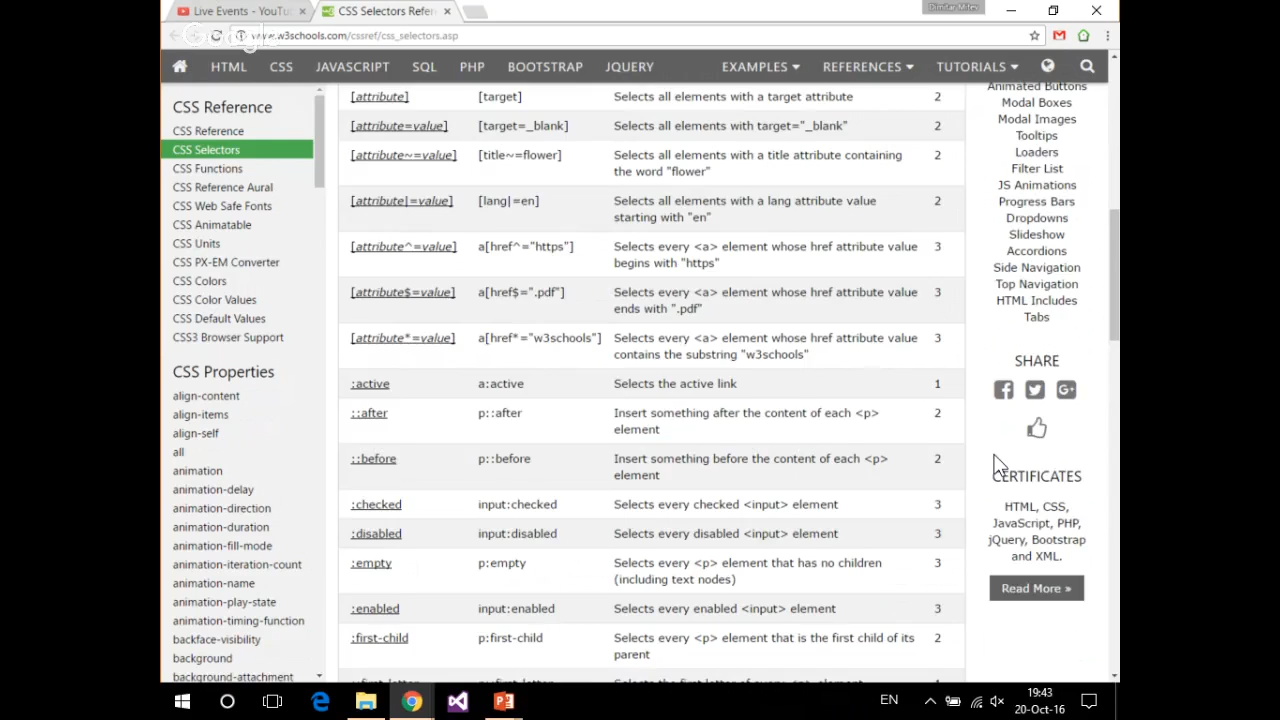 Live Events - YouTu
CSS Selectors Refere
Dimitar Mitev
Google
www.w3schools.com/cssref/css_selectors.asp
HTML CSS JAVASCRIPT SQL PHP BOOTSTRAP JQUERY EXAMPLES REFERENCES TUTORIALS
CSS Reference
CSS Reference
CSS Selectors
CSS Functions
CSS Reference Aural
CSS Web Safe Fonts
CSS Animatable
CSS Units
CSS PX-EM Converter
CSS Colors
CSS Color Values
CSS Default Values
CSS3 Browser Support
CSS Properties
align-content
align-items
align-self
all
animation
animation-delay
animation-direction
animation-duration
animation-fill-mode
animation-iteration-count
animation-name
animation-play-state
animation-timing-function
backface-visibility
background
background-attachment
[attribute] [target] Selects all elements with a target attribute 2
[attribute=value] [target=_blank] Selects all elements with target="_blank" 2
[attribute~=value] [title~=flower] Selects all elements with a title attribute containing 2
the word "flower"
[attribute|=value] [lang|=en] Selects all elements with a lang attribute value 2
starting with "en"
[attribute^=value] a[href^="https"] Selects every <a> element whose href attribute value 3
begins with "https"
[attribute$=value] a[href$=".pdf"] Selects every <a> element whose href attribute value 3
ends with ".pdf"
[attribute*=value] a[href*="w3schools"] Selects every <a> element whose href attribute value 3
contains the substring "w3schools"
:active a:active Selects the active link 1
::after p::after Insert something after the content of each <p> 2
element
::before p::before Insert something before the content of each <p> 2
element
:checked input:checked Selects every checked <input> element 3
:disabled input:disabled Selects every disabled <input> element 3
:empty p:empty Selects every <p> element that has no children 3
(including text nodes)
:enabled input:enabled Selects every enabled <input> element 3
:first-child p:first-child Selects every <p> element that is the first child of its 2
parent
Animated Buttons
Modal Boxes
Modal Images
Tooltips
Loaders
Filter List
JS Animations
Progress Bars
Dropdowns
Slideshow
Accordions
Side Navigation
Top Navigation
HTML Includes
Tabs
SHARE
CERTIFICATES
HTML, CSS,
JavaScript, PHP,
jQuery, Bootstrap
and XML.
Read More »
EN
19:43
20-Oct-16